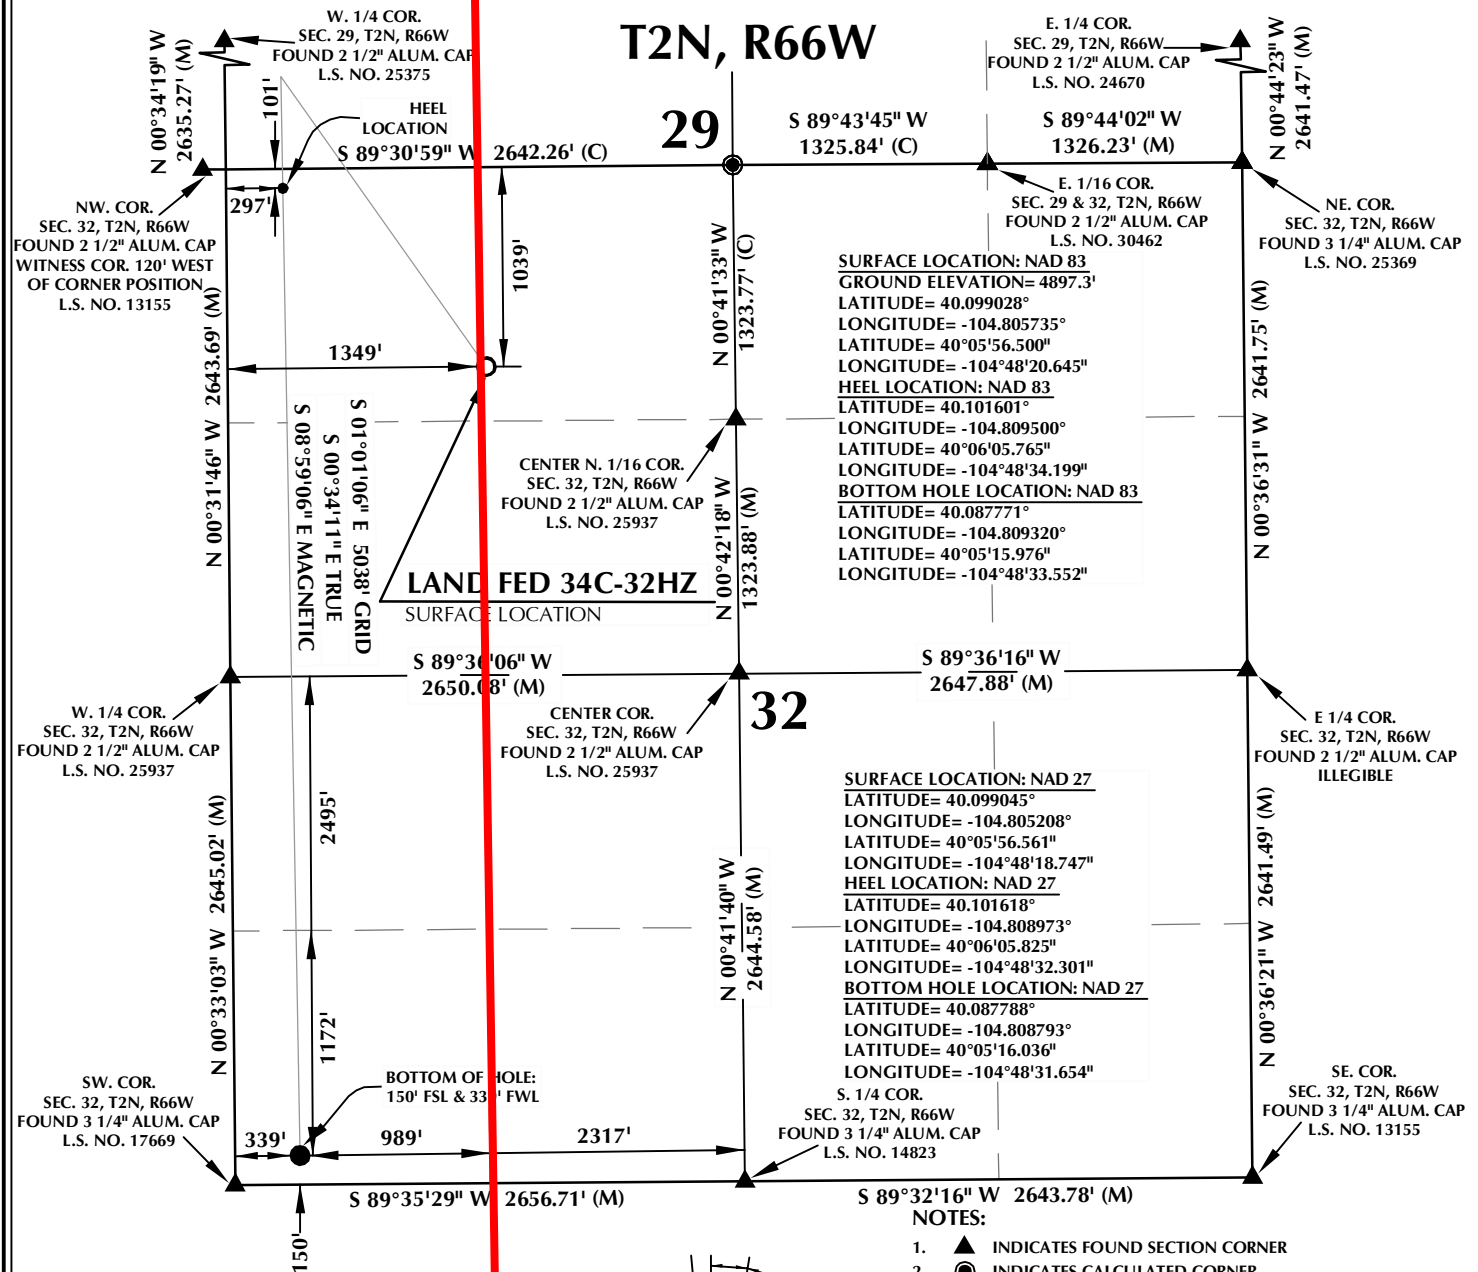 T2N, R66W
W. 1/4 COR.
SEC. 29, T2N, R66W
FOUND 2 1/2" ALUM. CAP
L.S. NO. 25375
E. 1/4 COR.
SEC. 29, T2N, R66W
FOUND 2 1/2" ALUM. CAP
L.S. NO. 24670
N 00°34'19" W
2635.27' (M)
101'
HEEL
LOCATION
29
S 89°30'59" W 2642.26' (C)
S 89°43'45" W
1325.84' (C)
S 89°44'02" W
1326.23' (M)
N 00°44'23" W
2641.47' (M)
297'
NW. COR.
SEC. 32, T2N, R66W
FOUND 2 1/2" ALUM. CAP
WITNESS COR. 120' WEST
OF CORNER POSITION
L.S. NO. 13155
1039'
E. 1/16 COR.
SEC. 29 & 32, T2N, R66W
FOUND 2 1/2" ALUM. CAP
L.S. NO. 30462
NE. COR.
SEC. 32, T2N, R66W
FOUND 3 1/4" ALUM. CAP
L.S. NO. 25369
N 00°41'33" W
1323.77' (C)
SURFACE LOCATION: NAD 83
GROUND ELEVATION= 4897.3'
LATITUDE= 40.099028°
LONGITUDE= -104.805735°
LATITUDE= 40°05'56.500"
LONGITUDE= -104°48'20.645"
HEEL LOCATION: NAD 83
LATITUDE= 40.101601°
LONGITUDE= -104.809500°
LATITUDE= 40°06'05.765"
LONGITUDE= -104°48'34.199"
BOTTOM HOLE LOCATION: NAD 83
LATITUDE= 40.087771°
LONGITUDE= -104.809320°
LATITUDE= 40°05'15.976"
LONGITUDE= -104°48'33.552"
1349'
N 00°31'46" W 2643.69' (M)
S 01°01'06" E 5038' GRID
S 00°34'11" E TRUE
S 08°59'06" E MAGNETIC
CENTER N. 1/16 COR.
SEC. 32, T2N, R66W
FOUND 2 1/2" ALUM. CAP
L.S. NO. 25937
N 00°42'18" W
1323.88' (M)
N 00°36'31" W 2641.75' (M)
LAND FED 34C-32HZ
SURFACE LOCATION
S 89°36'06" W
2650.08' (M)
S 89°36'16" W
2647.88' (M)
32
W. 1/4 COR.
SEC. 32, T2N, R66W
FOUND 2 1/2" ALUM. CAP
L.S. NO. 25937
CENTER COR.
SEC. 32, T2N, R66W
FOUND 2 1/2" ALUM. CAP
L.S. NO. 25937
E 1/4 COR.
SEC. 32, T2N, R66W
FOUND 2 1/2" ALUM. CAP
ILLEGIBLE
2495'
N 00°33'03" W 2645.02' (M)
N 00°41'40" W
2644.58' (M)
SURFACE LOCATION: NAD 27
LATITUDE= 40.099045°
LONGITUDE= -104.805208°
LATITUDE= 40°05'56.561"
LONGITUDE= -104°48'18.747"
HEEL LOCATION: NAD 27
LATITUDE= 40.101618°
LONGITUDE= -104.808973°
LATITUDE= 40°06'05.825"
LONGITUDE= -104°48'32.301"
BOTTOM HOLE LOCATION: NAD 27
LATITUDE= 40.087788°
LONGITUDE= -104.808793°
LATITUDE= 40°05'16.036"
LONGITUDE= -104°48'31.654"
N 00°36'21" W 2641.49' (M)
1172'
BOTTOM OF HOLE:
150' FSL & 339' FWL
SW. COR.
SEC. 32, T2N, R66W
FOUND 3 1/4" ALUM. CAP
L.S. NO. 17669
S. 1/4 COR.
SEC. 32, T2N, R66W
FOUND 3 1/4" ALUM. CAP
L.S. NO. 14823
SE. COR.
SEC. 32, T2N, R66W
FOUND 3 1/4" ALUM. CAP
L.S. NO. 13155
339'
989'
2317'
S 89°35'29" W 2656.71' (M)
S 89°32'16" W 2643.78' (M)
150'
NOTES:
1. INDICATES FOUND SECTION CORNER
2. INDICATES CALCULATED CORNER